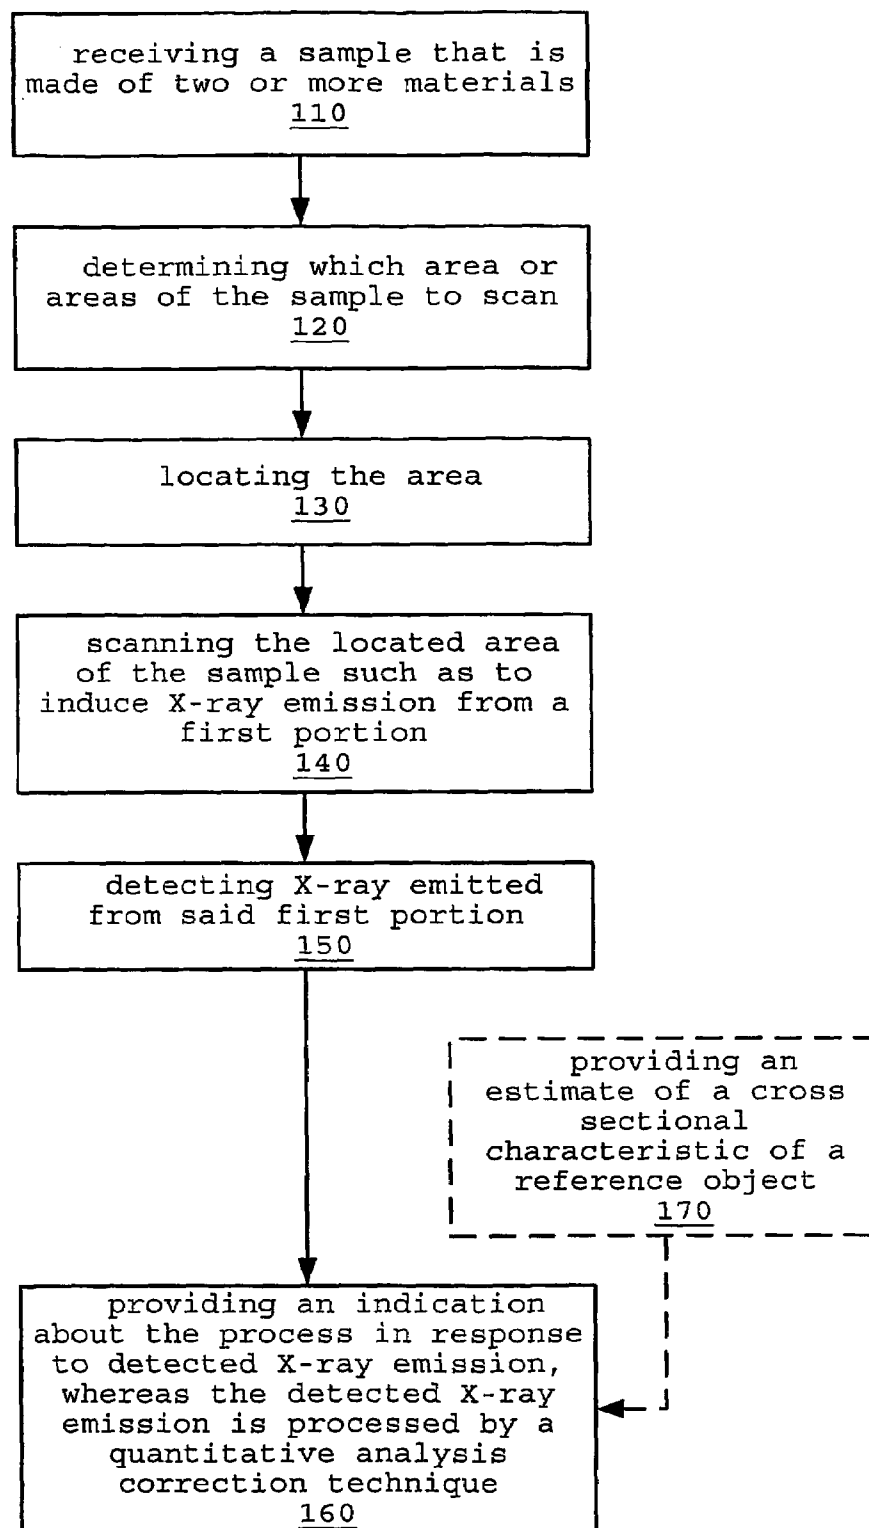 receiving a sample that is
made of two or more materials
110
determining which area or
areas of the sample to scan
120
locating the area
130
scanning the located area
of the sample such as to
induce X-ray emission from a
first portion
140
detecting X-ray emitted
from said first portion
150
providing an
estimate of a cross
sectional
characteristic of a
reference object
170
providing an indication
about the process in response
to detected X-ray emission,
whereas the detected X-ray
emission is processed by a
quantitative analysis
correction technique
160